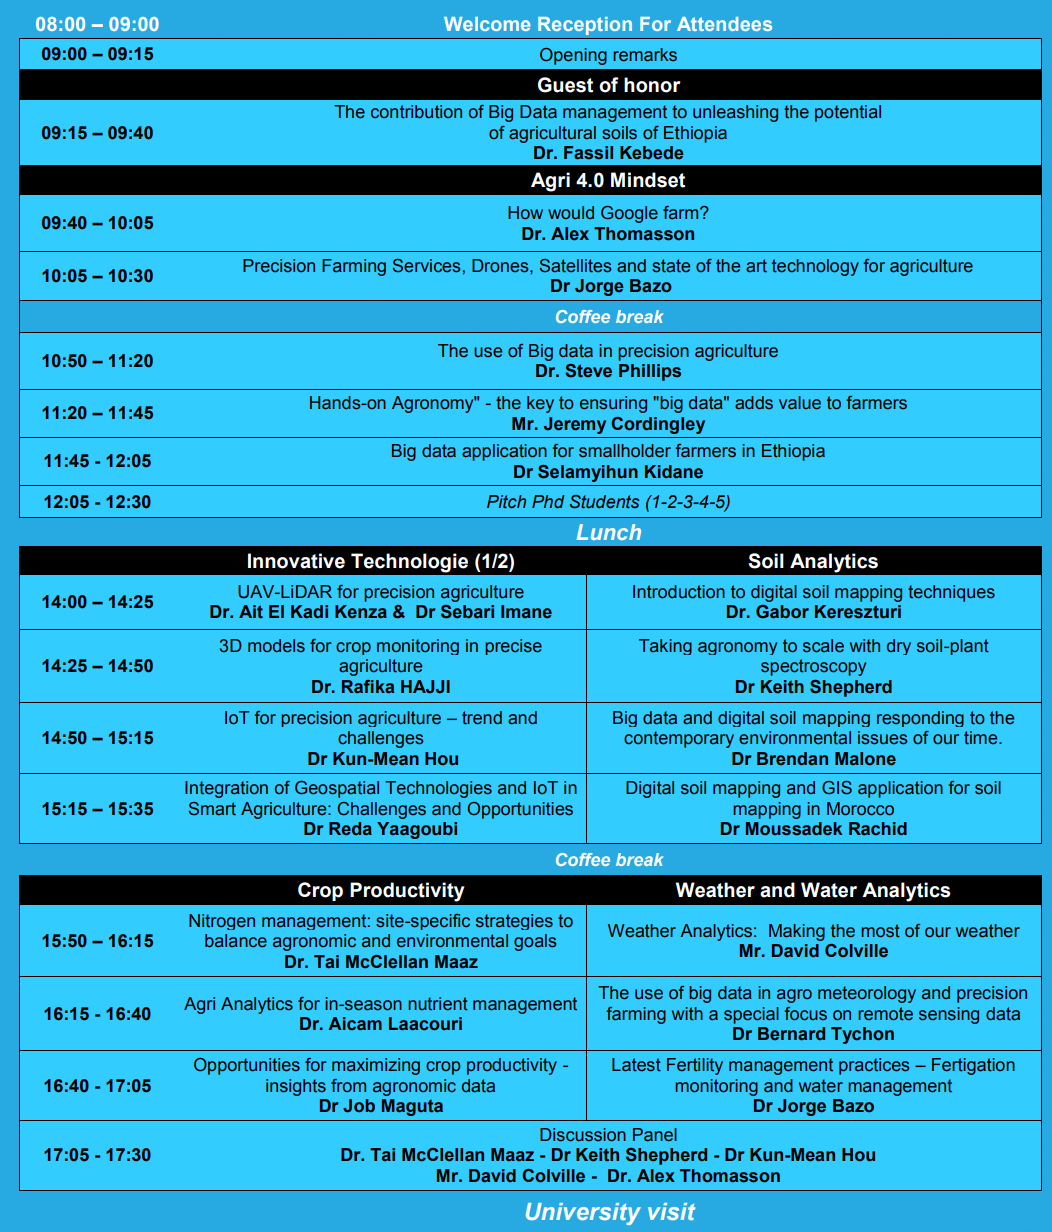 08:00 – 09:00 Welcome Reception For Attendees
09:00 – 09:15 Opening remarks
Guest of honor
The contribution of Big Data management to unleashing the potential
09:15 – 09:40 of agricultural soils of Ethiopia
Dr. Fassil Kebede
Agri 4.0 Mindset
09:40 – 10:05
How would Google farm?
Dr. Alex Thomasson
10:05 – 10:30
Precision Farming Services, Drones, Satellites and state of the art technology for agriculture
Dr Jorge Bazo
Coffee break
10:50 – 11:20
The use of Big data in precision agriculture
Dr. Steve Phillips
11:20 – 11:45
Hands-on Agronomy" - the key to ensuring "big data" adds value to farmers
Mr. Jeremy Cordingley
11:45 - 12:05
Big data application for smallholder farmers in Ethiopia
Dr Selamyihun Kidane
12:05 - 12:30 Pitch Phd Students (1-2-3-4-5)
Lunch
Innovative Technologie (1/2)
Soil Analytics
14:00 – 14:25
UAV-LiDAR for precision agriculture
Dr. Ait El Kadi Kenza & Dr Sebari Imane
Introduction to digital soil mapping techniques
Dr. Gabor Kereszturi
14:25 – 14:50
3D models for crop monitoring in precise
agriculture
Dr. Rafika HAJJI
Taking agronomy to scale with dry soil-plant
spectroscopy
Dr Keith Shepherd
14:50 – 15:15
IoT for precision agriculture – trend and
challenges
Dr Kun-Mean Hou
Big data and digital soil mapping responding to the
contemporary environmental issues of our time.
Dr Brendan Malone
15:15 – 15:35
Integration of Geospatial Technologies and IoT in
Smart Agriculture: Challenges and Opportunities
Dr Reda Yaagoubi
Digital soil mapping and GIS application for soil
mapping in Morocco
Dr Moussadek Rachid
Coffee break
Crop Productivity
Weather and Water Analytics
15:50 – 16:15
Nitrogen management: site-specific strategies to
balance agronomic and environmental goals
Dr. Tai McClellan Maaz
Weather Analytics: Making the most of our weather
Mr. David Colville
16:15 - 16:40
Agri Analytics for in-season nutrient management
Dr. Aicam Laacouri
The use of big data in agro meteorology and precision
farming with a special focus on remote sensing data
Dr Bernard Tychon
16:40 - 17:05
Opportunities for maximizing crop productivity -
insights from agronomic data
Dr Job Maguta
Latest Fertility management practices – Fertigation
monitoring and water management
Dr Jorge Bazo
17:05 - 17:30
Discussion Panel
Dr. Tai McClellan Maaz - Dr Keith Shepherd - Dr Kun-Mean Hou
Mr. David Colville - Dr. Alex Thomasson
University visit